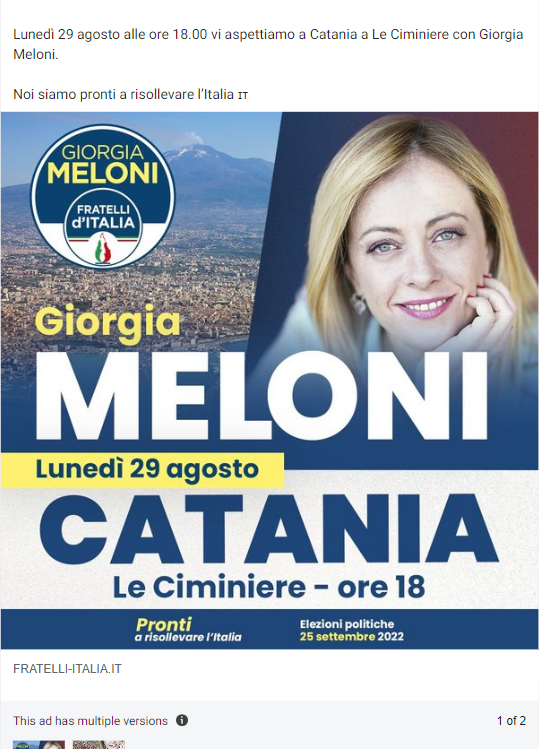 Lunedì 29 agosto alle ore 18.00 vi aspettiamo a Catania a Le Ciminiere con Giorgia
Meloni.
Noi siamo pronti a risollevare l’Italia IT
GIORGIA
MELONI
FRATELLI
d'ITALIA
Giorgia
MELONI
Lunedì 29 agosto
CATANIA
Le Ciminiere - ore 18
Pronti
a risollevare l'Italia
Elezioni politiche
25 settembre 2022
FRATELLI-ITALIA.IT
This ad has multiple versions
1 of 2